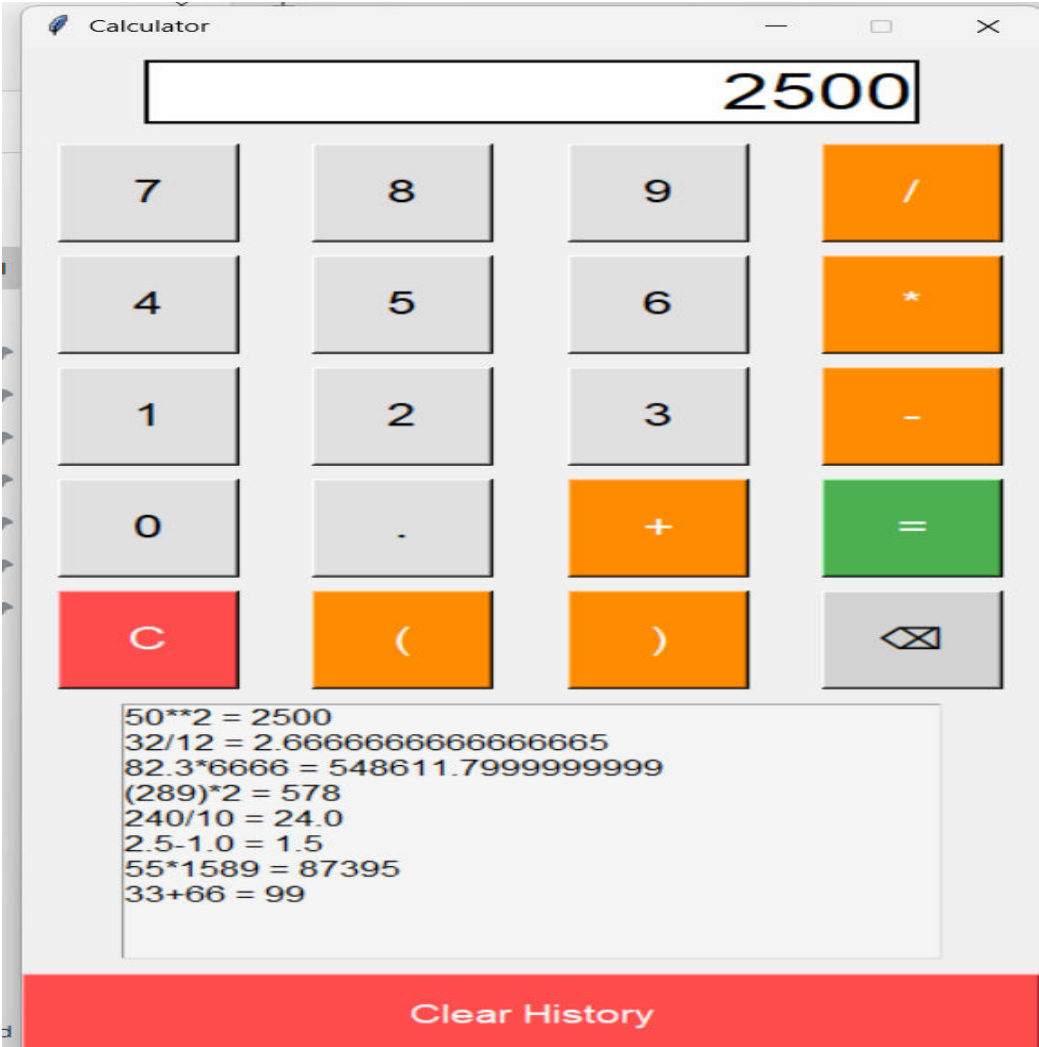 Calculator
2500
7 8 9 /
4 5 6 *
1 2 3 -
0 . + =
C ( ) ⌫
50**2 = 2500
32/12 = 2.6666666666666665
82.3*6666 = 548611.7999999999
(289)*2 = 578
240/10 = 24.0
2.5-1.0 = 1.5
55*1589 = 87395
33+66 = 99
Clear History
d